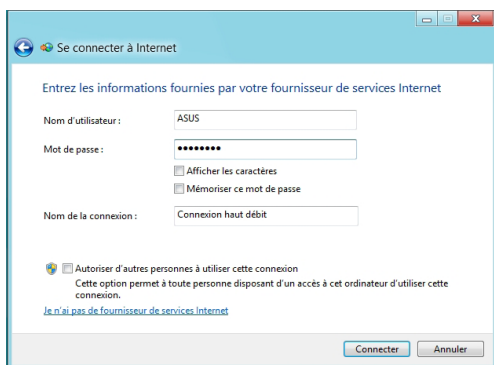 Se connecter à Internet
Entrez les informations fournies par votre fournisseur de services Internet
Nom d'utilisateur :
ASUS
Mot de passe :
••••••••
Afficher les caractères
Mémoriser ce mot de passe
Nom de la connexion :
Connexion haut débit
Autoriser d'autres personnes à utiliser cette connexion
Cette option permet à toute personne disposant d'un accès à cet ordinateur d'utiliser cette
connexion.
Je n'ai pas de fournisseur de services Internet
Connecter
Annuler